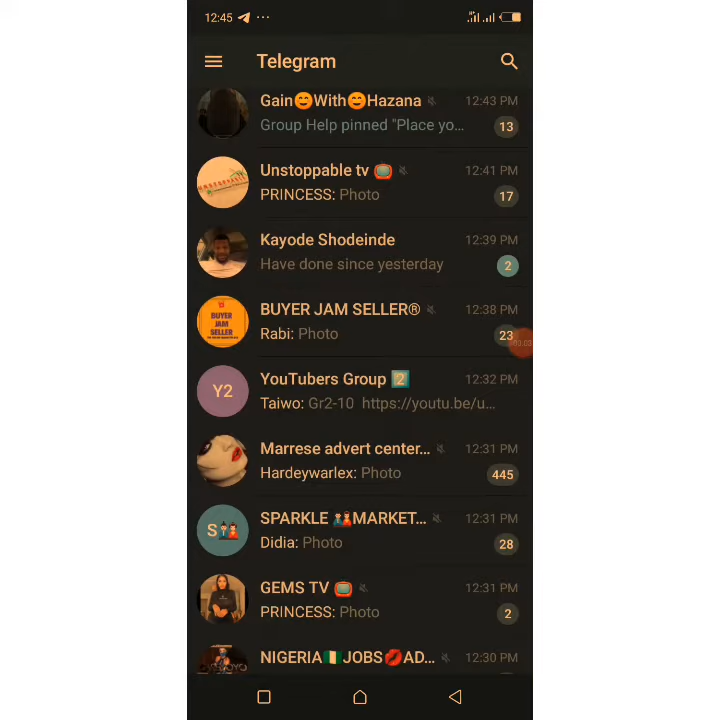 12:45
Telegram
Gain😊With😊Hazana 12:43 PM
Group Help pinned "Place yo... 13
Unstoppable tv 📺 12:41 PM
PRINCESS: Photo 17
Kayode Shodeinde 12:39 PM
Have done since yesterday 2
BUYER JAM SELLER® 12:38 PM
BUYER
JAM
SELLER
Rabi: Photo 23
YouTubers Group 2️⃣ 12:32 PM
Y2
Taiwo: Gr2-10 https://youtu.be/u...
Marrese advert center... 12:31 PM
Hardeywarlex: Photo 445
SPARKLE 👭MARKET... 12:31 PM
S👭
Didia: Photo 28
GEMS TV 📺 12:31 PM
PRINCESS: Photo 2
NIGERIA🇳🇬JOBS💋AD... 12:30 PM